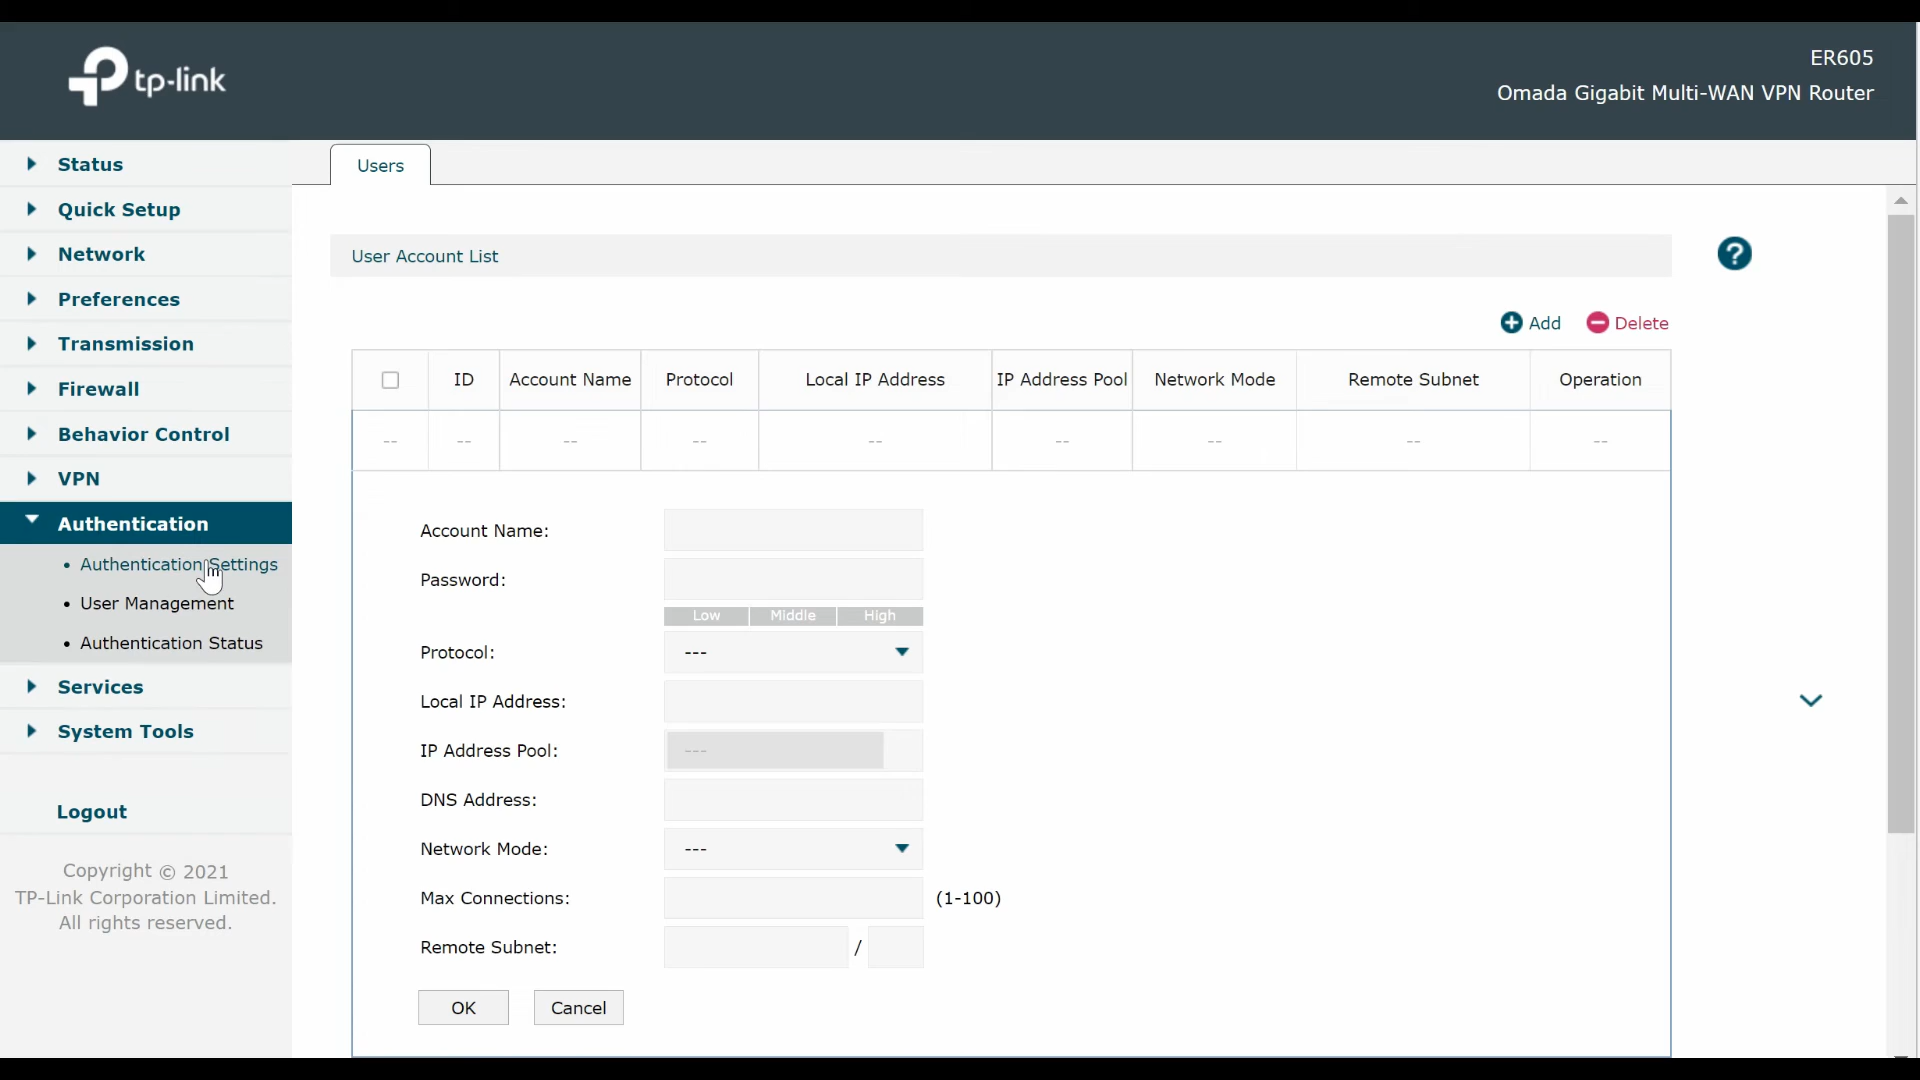 tp-link
ER605
Omada Gigabit Multi-WAN VPN Router
Status
Quick Setup
Network
Preferences
Transmission
Firewall
Behavior Control
VPN
Authentication
• Authentication Settings
• User Management
• Authentication Status
Services
System Tools
Logout
Copyright © 2021
TP-Link Corporation Limited.
All rights reserved.
Users
User Account List
?
Add Delete
ID Account Name Protocol Local IP Address IP Address Pool Network Mode Remote Subnet Operation
-- -- -- -- -- -- -- -- --
Account Name:
Password:
Low Middle High
Protocol: ---
Local IP Address:
IP Address Pool: ---
DNS Address:
Network Mode: ---
Max Connections: (1-100)
Remote Subnet: /
OK Cancel